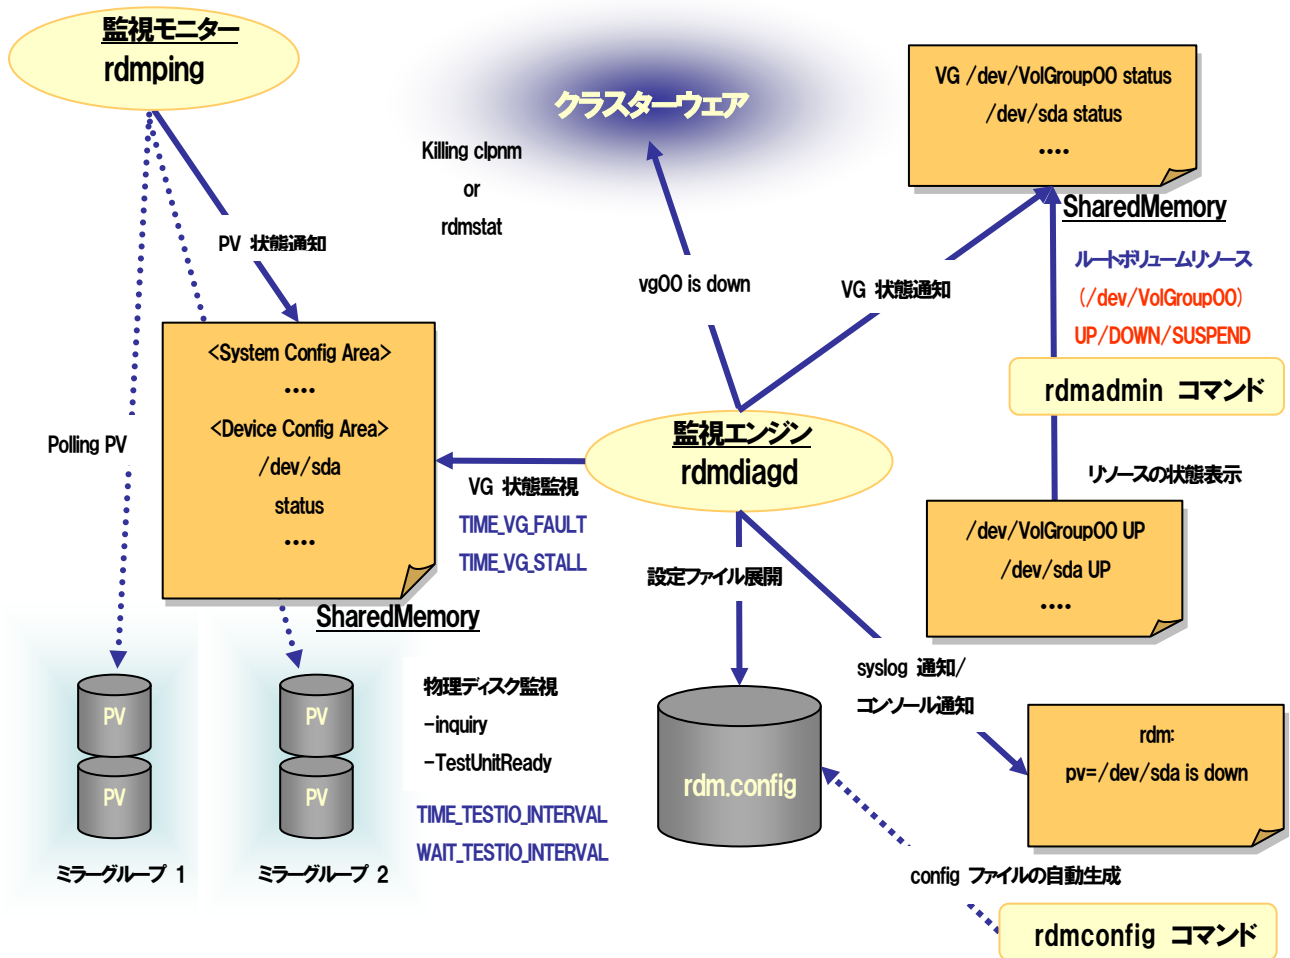 監視モニター
rdmping
クラスターウェア
Killing clpnm
or
rdmstat
VG /dev/VolGroup00 status
/dev/sda status
....
SharedMemory
PV 状態通知
vg00 is down
VG 状態通知
ルートボリュームリソース
(/dev/VolGroup00)
UP/DOWN/SUSPEND
rdmadmin コマンド
<System Config Area>
....
<Device Config Area>
/dev/sda
status
....
SharedMemory
Polling PV
監視エンジン
rdmdiagd
VG 状態監視
TIME_VG_FAULT
TIME_VG_STALL
リソースの状態表示
/dev/VolGroup00 UP
/dev/sda UP
....
設定ファイル展開
syslog 通知/
コンソール通知
物理ディスク監視
-inquiry
-TestUnitReady
TIME_TESTIO_INTERVAL
WAIT_TESTIO_INTERVAL
PV
PV
ミラーグループ 1
PV
PV
ミラーグループ 2
rdm.config
rdm:
pv=/dev/sda is down
config ファイルの自動生成
rdmconfig コマンド